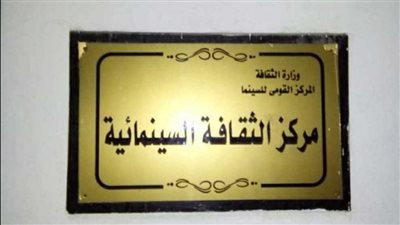 وزارة الثقافة
المركز القومى للسينما
مركز الثقافة السينمائية